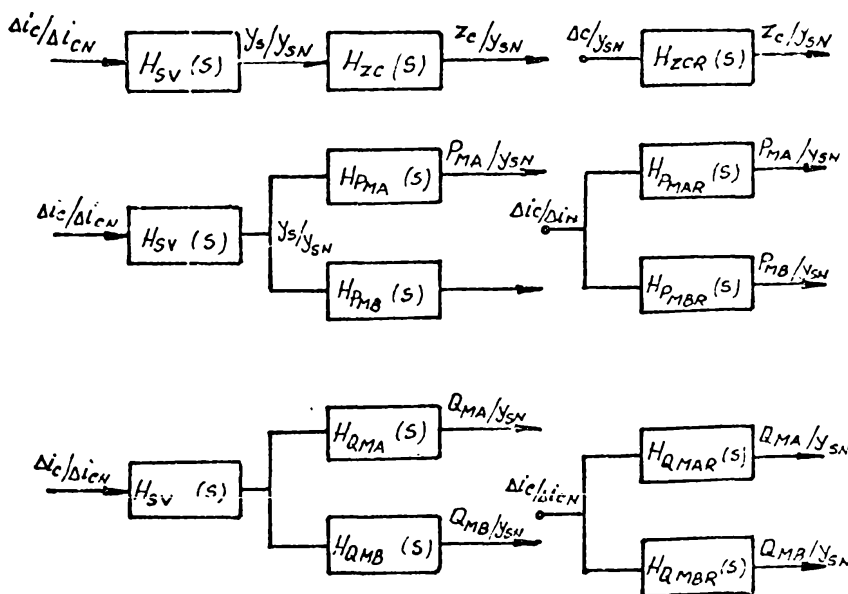 Δic/ΔicN
H_SV (S)
y_S/y_SN
H_ZC (S)
Z_C/y_SN
Δc/y_SN
H_ZCR (S)
Z_C/y_SN
Δic/ΔicN
H_SV (S)
y_S/y_SN
H_PMA (S)
P_MA/y_SN
H_PMB (S)
Δic/ΔiN
H_PMAR (S)
P_MA/y_SN
H_PMBR (S)
P_MB/y_SN
Δic/ΔicN
H_SV (S)
H_QMA (S)
Q_MA/y_SN
H_QMB (S)
Q_MB/y_SN
Δic/ΔicN
H_QMAR (S)
Q_MA/y_SN
H_QMBR (S)
Q_MB/y_SN